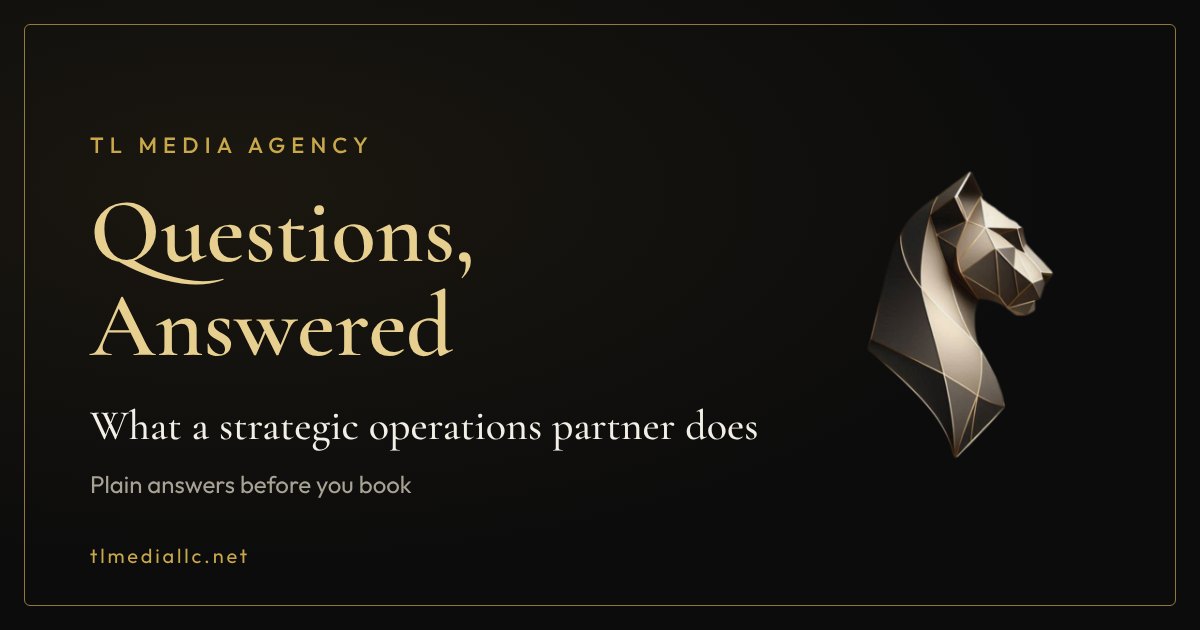 TL MEDIA AGENCY
Questions,
Answered
What a strategic operations partner does
Plain answers before you book
tlmediallc.net